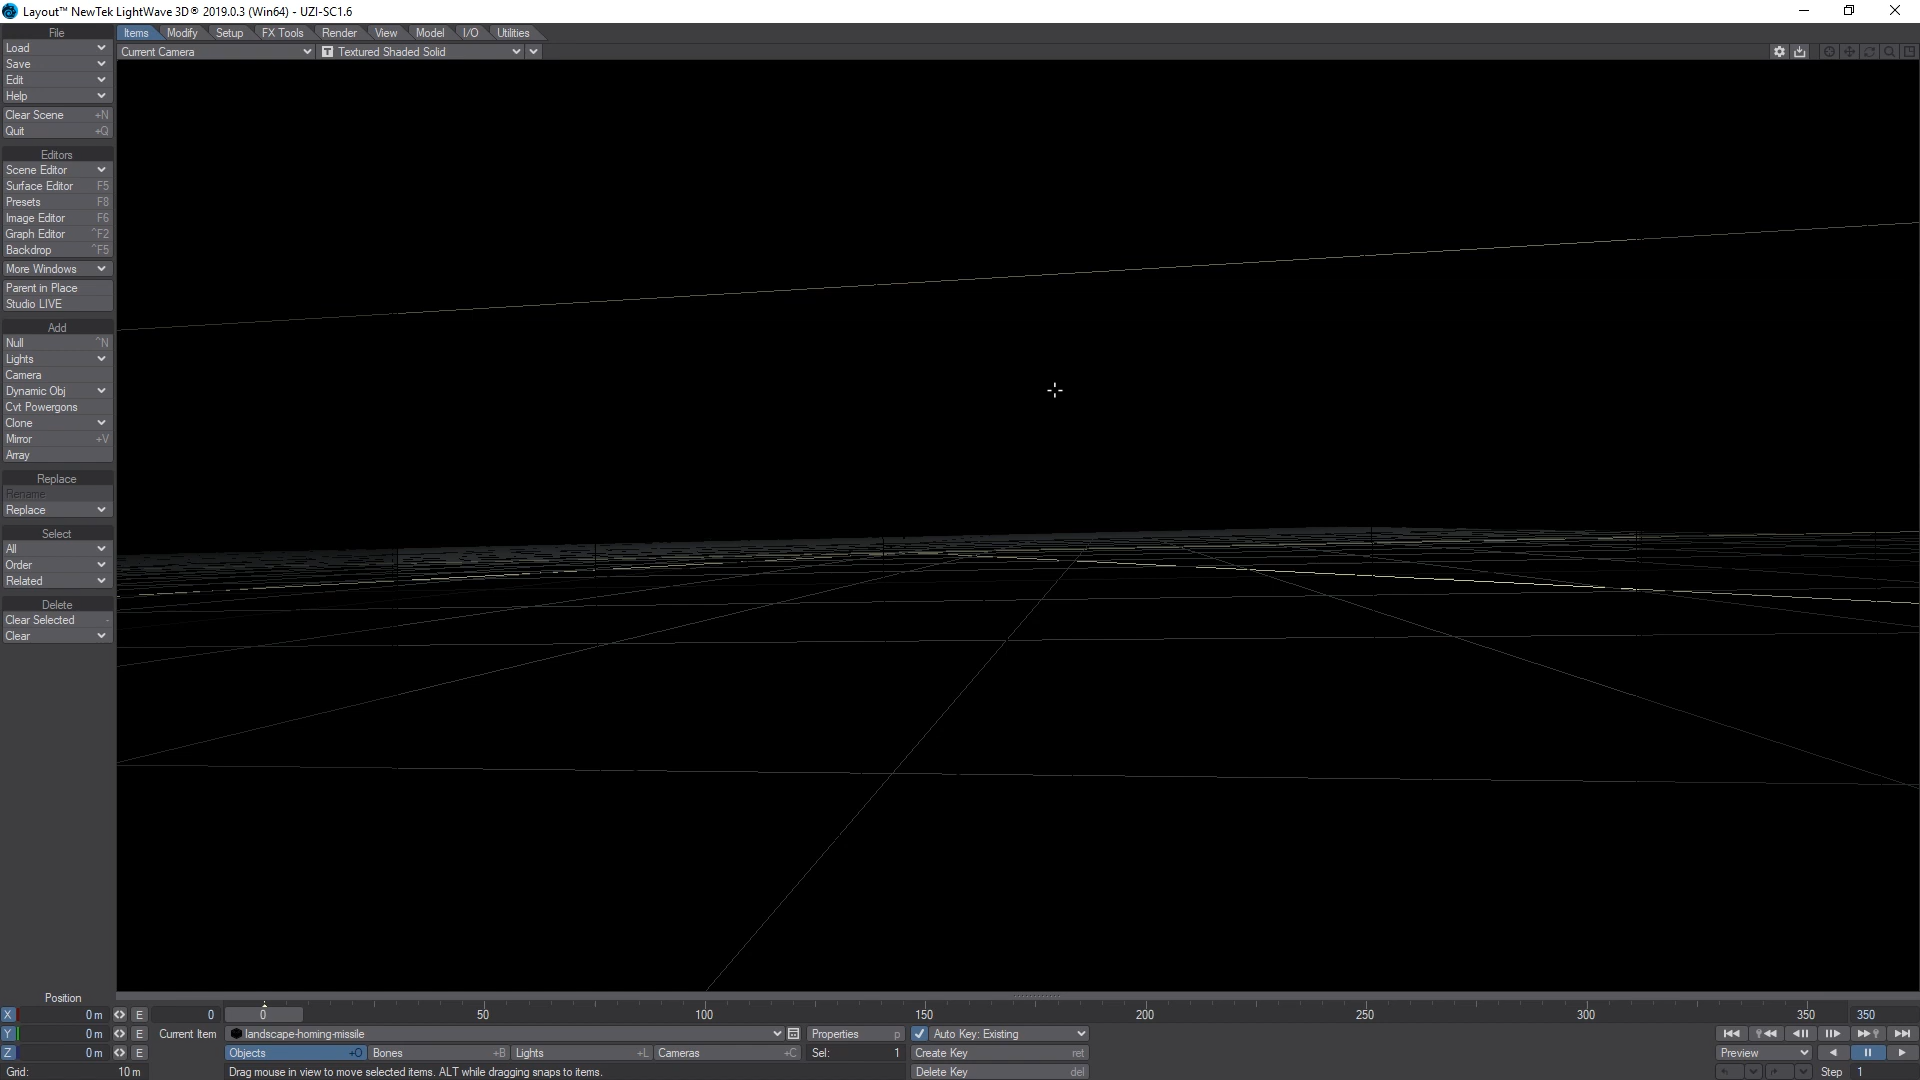 Layout™ NewTek LightWave 3D® 2019.0.3 (Win64) - UZI-SC1.6
File
Items Modify Setup FX Tools Render View Model I/O Utilities
Load
Current Camera T Textured Shaded Solid
Save
Edit
Help
Clear Scene +N
Quit +Q
Editors
Scene Editor
Surface Editor F5
Presets F8
Image Editor F6
Graph Editor ^F2
Backdrop ^F5
More Windows
Parent in Place
Studio LIVE
Add
Null ^N
Lights
Camera
Dynamic Obj
Cvt Powergons
Clone
Mirror +V
Array
Replace
Rename
Replace
Select
All
Order
Related
Delete
Clear Selected -
Clear
Position
X 0 m E 0 0 50 100 150 200 250 300 350 350
Y 0 m E Current Item landscape-homing-missile Properties p Auto Key: Existing
Z 0 m E Objects +O Bones +B Lights +L Cameras +C Sel: 1 Create Key ret Preview
Grid: 10 m Drag mouse in view to move selected items. ALT while dragging snaps to items. Delete Key del Step 1